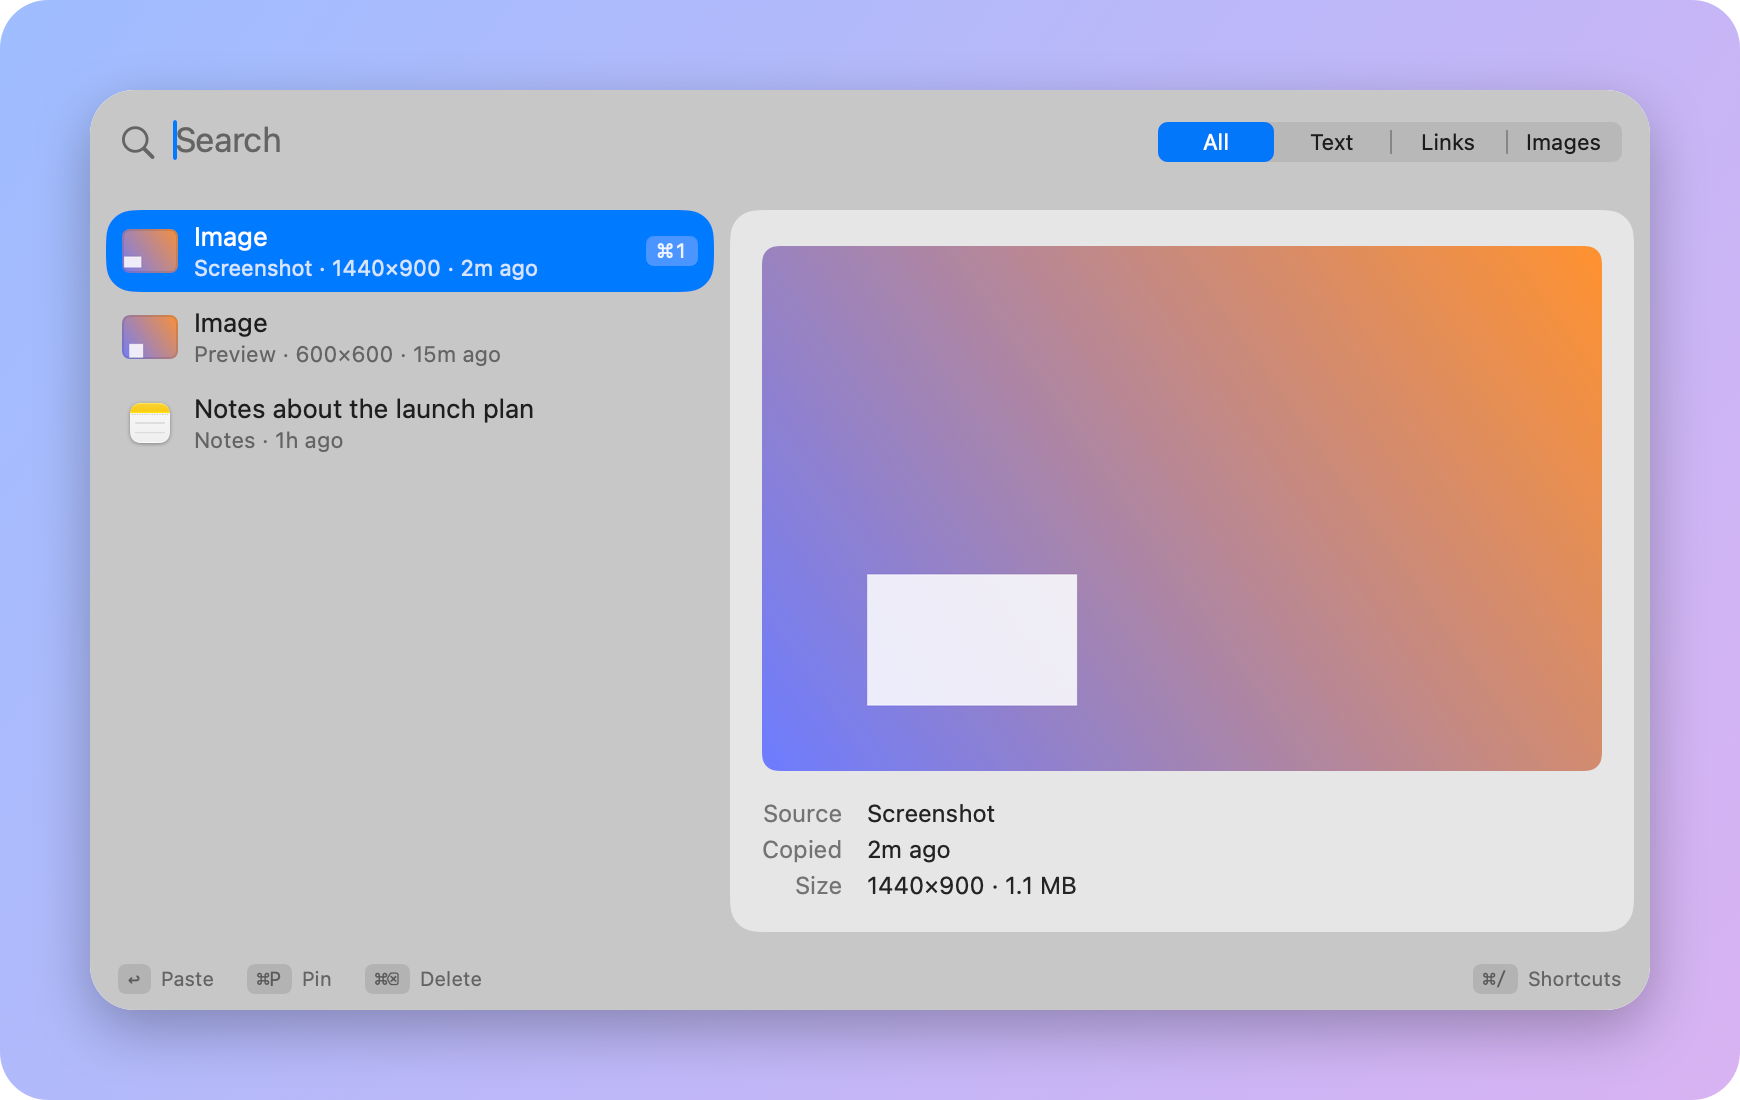 Search
All Text Links Images
Image
Screenshot · 1440×900 · 2m ago
⌘1
Image
Preview · 600×600 · 15m ago
Notes about the launch plan
Notes · 1h ago
Source Screenshot
Copied 2m ago
Size 1440×900 · 1.1 MB
↩ Paste ⌘P Pin ⌘⌫ Delete ⌘/ Shortcuts